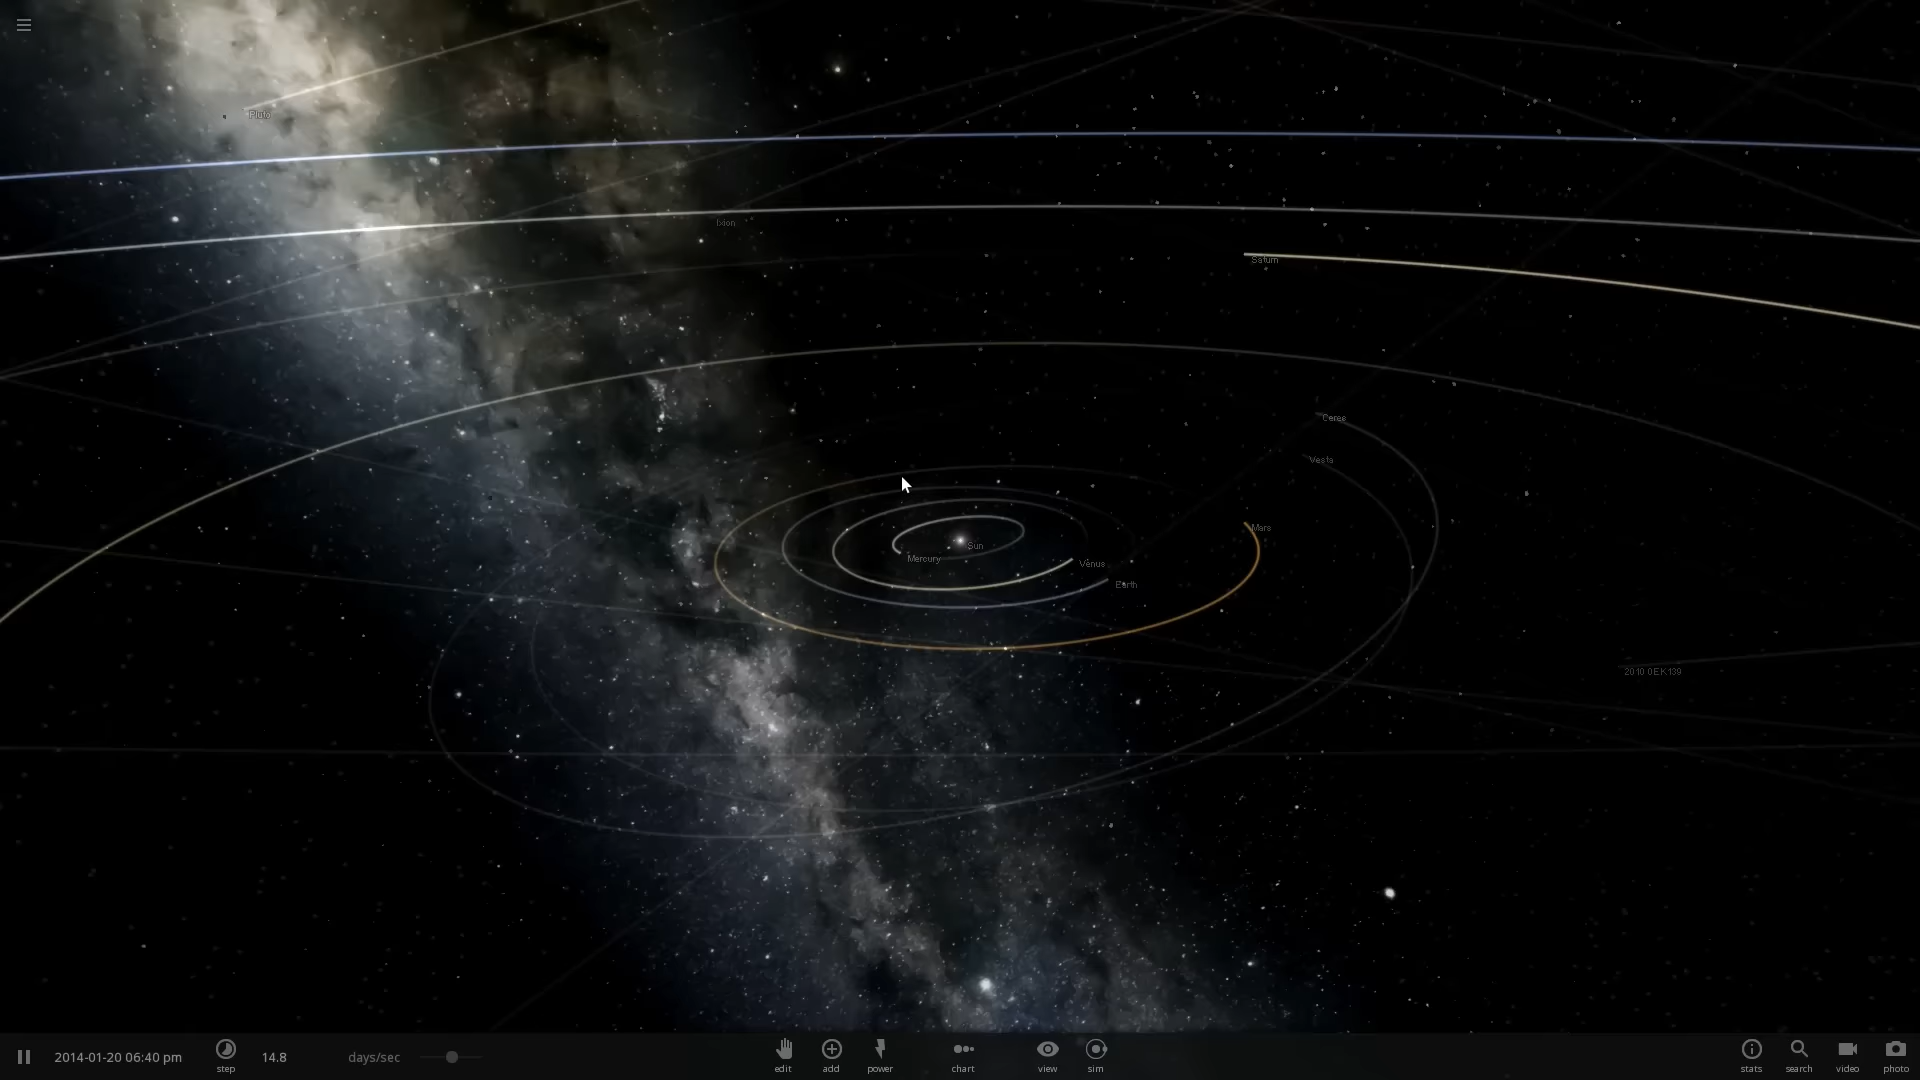 Pluto
Ixion
Saturn
Ceres
Vesta
Mars
Sun
Mercury
Venus
Earth
2010 0EK139
2014-01-20 06:40 pm
step
14.8
days/sec
edit
add
power
chart
view
sim
stats
search
video
photo